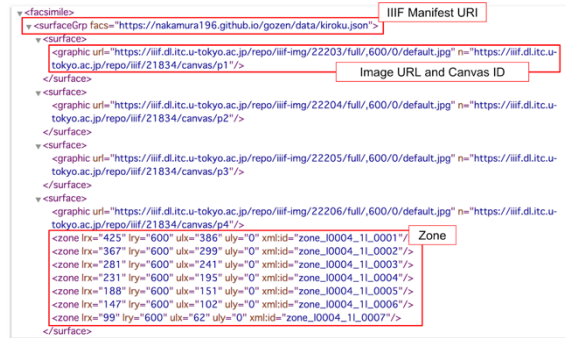 <facsimile>
IIIF Manifest URI
<surfaceGrp facs="https://nakamura196.github.io/gozen/data/kiroku.json">
<surface>
<graphic url="https://iiif.dl.itc.u-tokyo.ac.jp/repo/iiif-img/22203/full/,600/0/default.jpg" n="https://iiif.dl.itc.u-
tokyo.ac.jp/repo/iiif/21834/canvas/p1"/>
Image URL and Canvas ID
</surface>
<surface>
<graphic url="https://iiif.dl.itc.u-tokyo.ac.jp/repo/iiif-img/22204/full/,600/0/default.jpg" n="https://iiif.dl.itc.u-
tokyo.ac.jp/repo/iiif/21834/canvas/p2"/>
</surface>
<surface>
<graphic url="https://iiif.dl.itc.u-tokyo.ac.jp/repo/iiif-img/22205/full/,600/0/default.jpg" n="https://iiif.dl.itc.u-
tokyo.ac.jp/repo/iiif/21834/canvas/p3"/>
</surface>
<surface>
<graphic url="https://iiif.dl.itc.u-tokyo.ac.jp/repo/iiif-img/22206/full/,600/0/default.jpg" n="https://iiif.dl.itc.u-
tokyo.ac.jp/repo/iiif/21834/canvas/p4"/>
<zone lrx="425" lry="600" ulx="386" uly="0" xml:id="zone_I0004_1l_0001"/>
Zone
<zone lrx="367" lry="600" ulx="299" uly="0" xml:id="zone_I0004_1l_0002"/>
<zone lrx="281" lry="600" ulx="241" uly="0" xml:id="zone_I0004_1l_0003"/>
<zone lrx="231" lry="600" ulx="195" uly="0" xml:id="zone_I0004_1l_0004"/>
<zone lrx="188" lry="600" ulx="151" uly="0" xml:id="zone_I0004_1l_0005"/>
<zone lrx="147" lry="600" ulx="102" uly="0" xml:id="zone_I0004_1l_0006"/>
<zone lrx="99" lry="600" ulx="62" uly="0" xml:id="zone_I0004_1l_0007"/>
</surface>